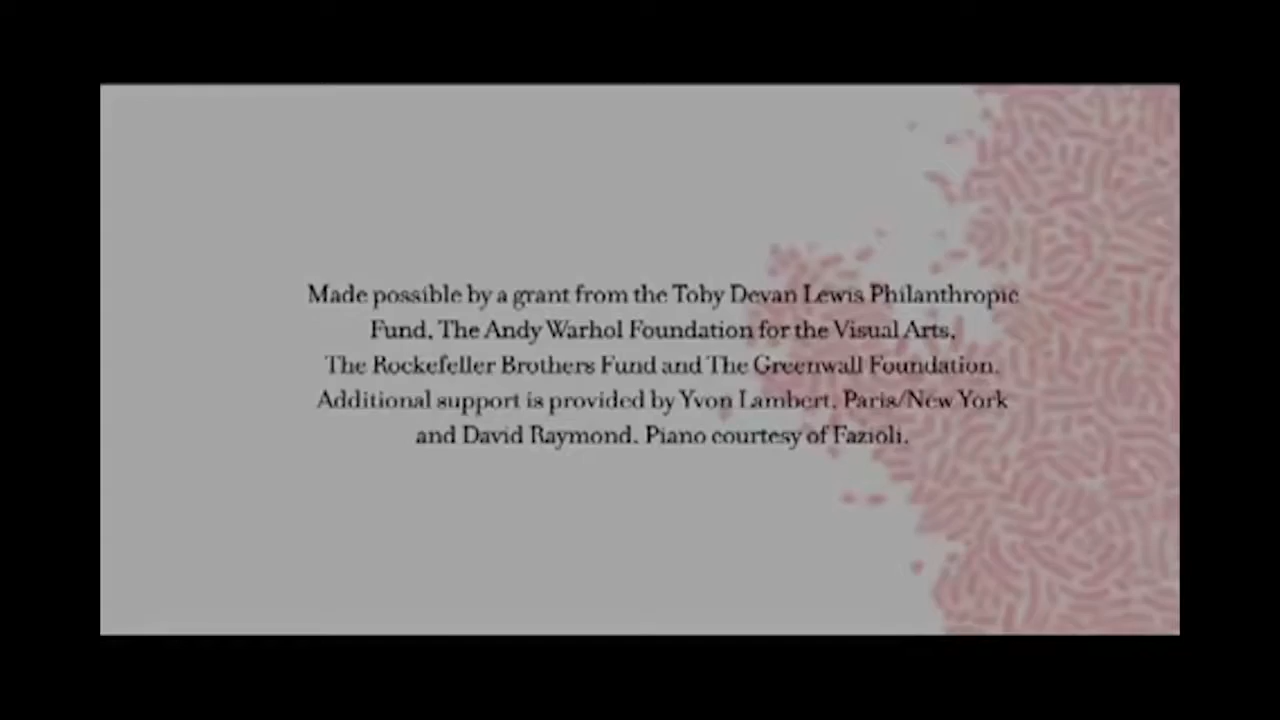 Made possible by a grant from the Toby Devan Lewis Philanthropic
Fund, The Andy Warhol Foundation for the Visual Arts,
The Rockefeller Brothers Fund and The Greenwall Foundation.
Additional support is provided by Yvon Lambert, Paris/New York
and David Raymond. Piano courtesy of Fazioli.